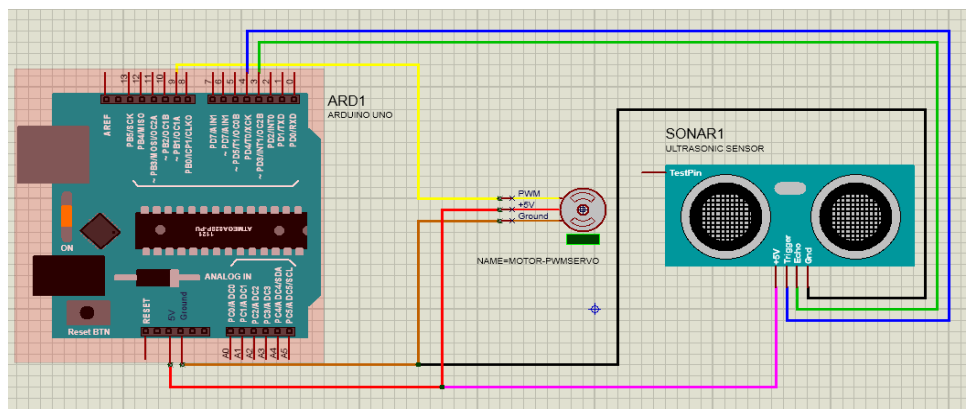 13
12
11
10
9
8
7
6
5
4
3
2
1
0
AREF
PB5/SCK
PB4/MISO
~ PB3/MOSI/OC2A
~ PB2/OC1B
~ PB1/OC1A
PB0/ICP1/CLKO
PD7/AIN1
~ PD6/AIN0
~ PD5/T1/OC0B
PD4/T0/XCK
~ PD3/INT1/OC2B
PD2/INT0
PD1/TXD
PD0/RXD
ARD1
ARDUINO UNO
ON
1121
ATMEGA328P-PU
ANALOG IN
Reset BTN
RESET
5V
Ground
PC0/ADC0
PC1/ADC1
PC2/ADC2
PC3/ADC3
PC4/ADC4/SDA
PC5/ADC5/SCL
A0
A1
A2
A3
A4
A5
PWM
+5V
Ground
NAME=MOTOR-PWMSERVO
SONAR1
ULTRASONIC SENSOR
TestPin
+5V
Trigger
Echo
Gnd